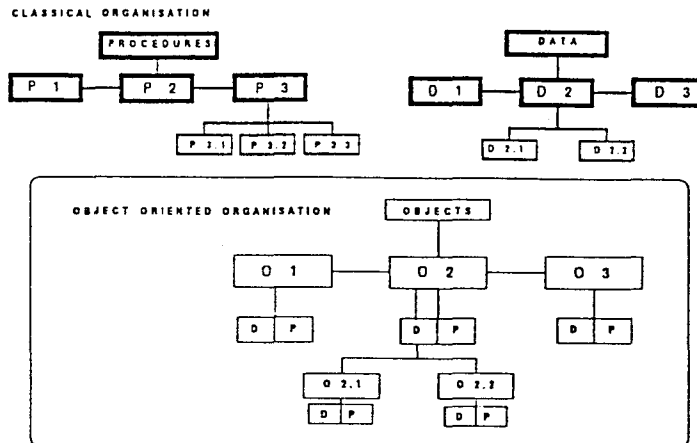 CLASSICAL ORGANISATION
PROCEDURES
DATA
P 1
P 2
P 3
D 1
D 2
D 3
P 3.1
P 3.2
P 3.3
D 2.1
D 2.2
OBJECT ORIENTED ORGANISATION
OBJECTS
O 1
O 2
O 3
D P
D P
D P
O 2.1
O 2.2
D P
D P